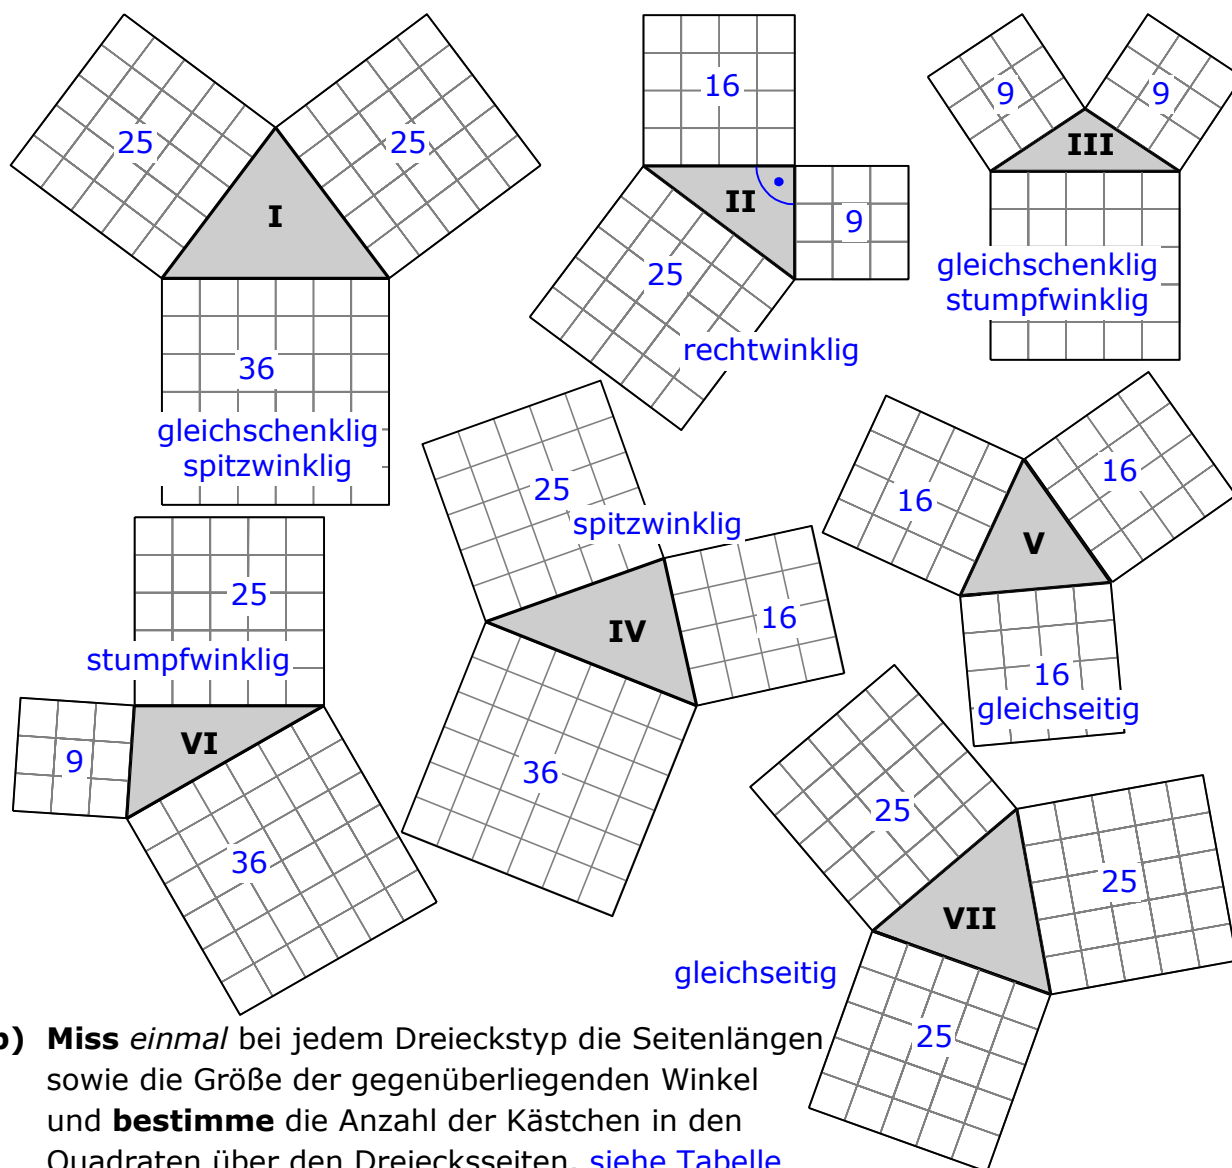 25
25
I
36
gleichschenklig
spitzwinklig
16
II
9
25
rechtwinklig
9
9
III
gleichschenklig
stumpfwinklig
25
spitzwinklig
IV
16
36
16
16
V
16
gleichseitig
25
stumpfwinklig
9
VI
36
25
25
VII
gleichseitig
25
b) Miss einmal bei jedem Dreieckstyp die Seitenlängen
sowie die Größe der gegenüberliegenden Winkel
und bestimme die Anzahl der Kästchen in den
Quadraten über den Dreiecksseiten. siehe Tabelle